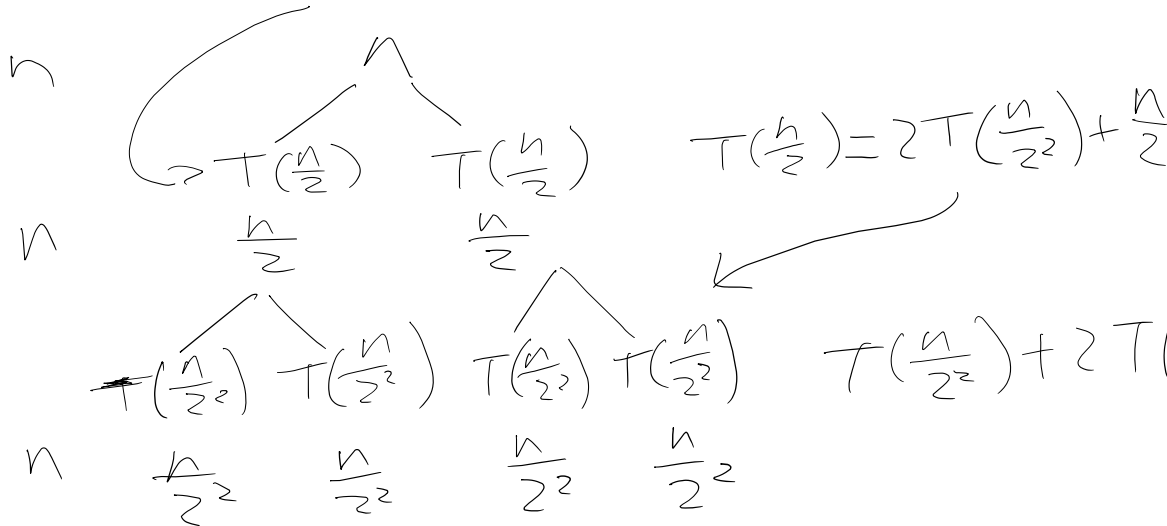 n n
T(n/2) T(n/2) T(n/2) = 2T(n/2²) + n/2
n n/2 n/2
T(n/2²) T(n/2²) T(n/2²) T(n/2²) T(n/2²) + 2T(
n n/2² n/2² n/2² n/2²